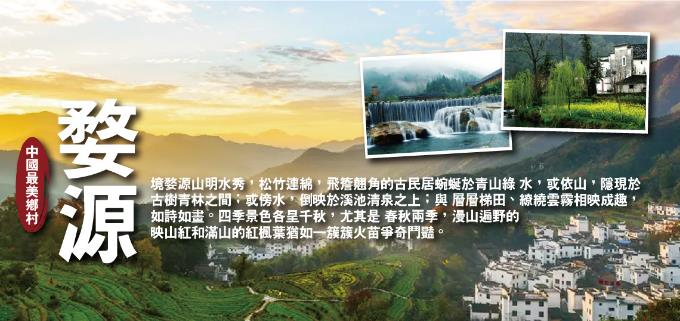 婺源
中國最美鄉村
境婺源山明水秀，松竹連綿，飛簷翹角的古民居蜿蜒於青山綠 水，或依山，隱現於
古樹青林之間；或傍水，倒映於溪池清泉之上；與 層層梯田、繚繞雲霧相映成趣，
如詩如畫。四季景色各呈千秋，尤其是 春秋兩季，漫山遍野的
映山紅和滿山的紅楓葉猶如一簇簇火苗爭奇鬥豔。